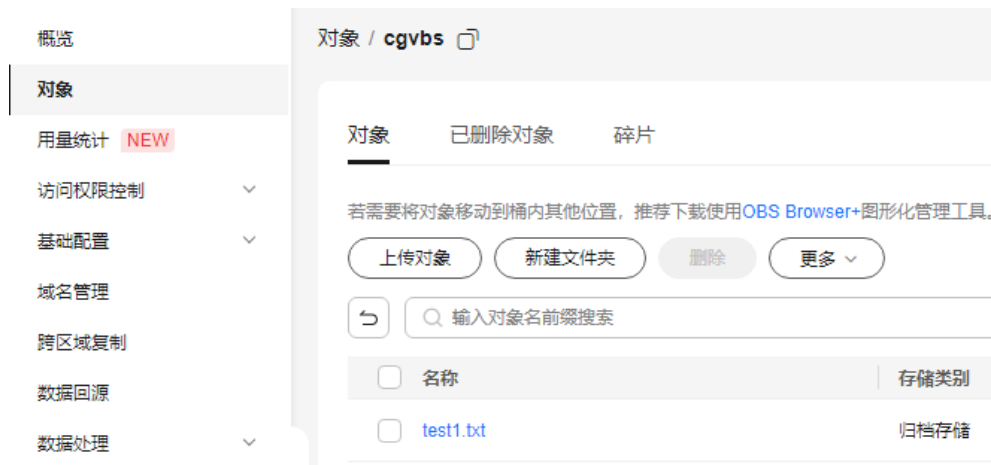 概览
对象
用量统计 NEW
访问权限控制
基础配置
域名管理
跨区域复制
数据回源
数据处理
对象 / cgvbs
对象 已删除对象 碎片
若需要将对象移动到桶内其他位置，推荐下载使用OBS Browser+图形化管理工具。
上传对象 新建文件夹 删除 更多
输入对象名前缀搜索
名称 存储类别
test1.txt 归档存储